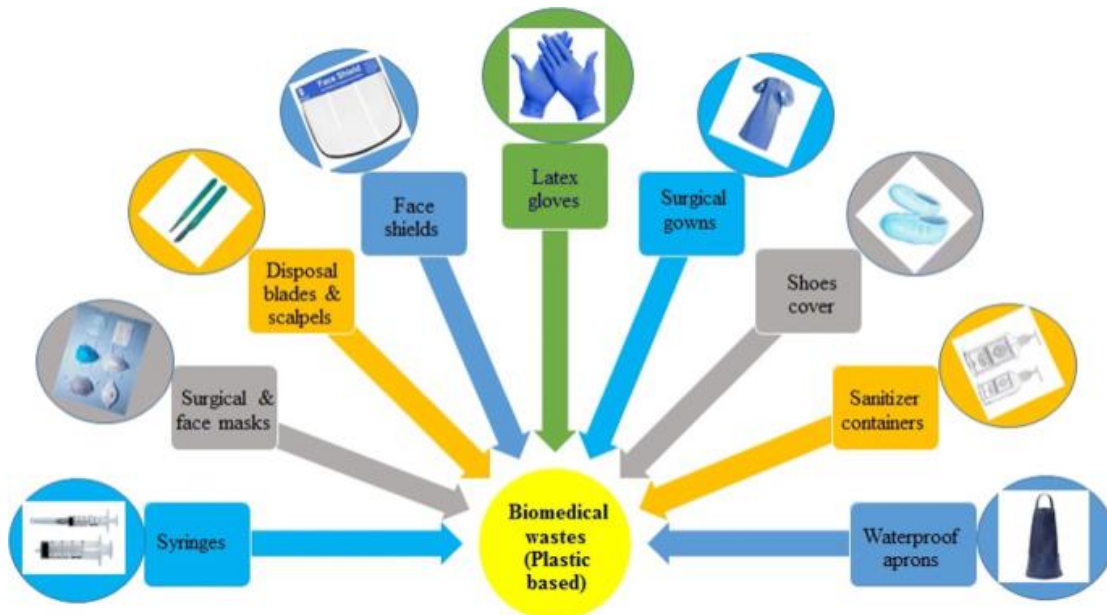 Face Shield
Latex
gloves
Face
shields
Surgical
gowns
Disposal
blades &
scalpels
Shoes
cover
Surgical &
face masks
Sanitizer
containers
Syringes
Biomedical
wastes
(Plastic
based)
Waterproof
aprons